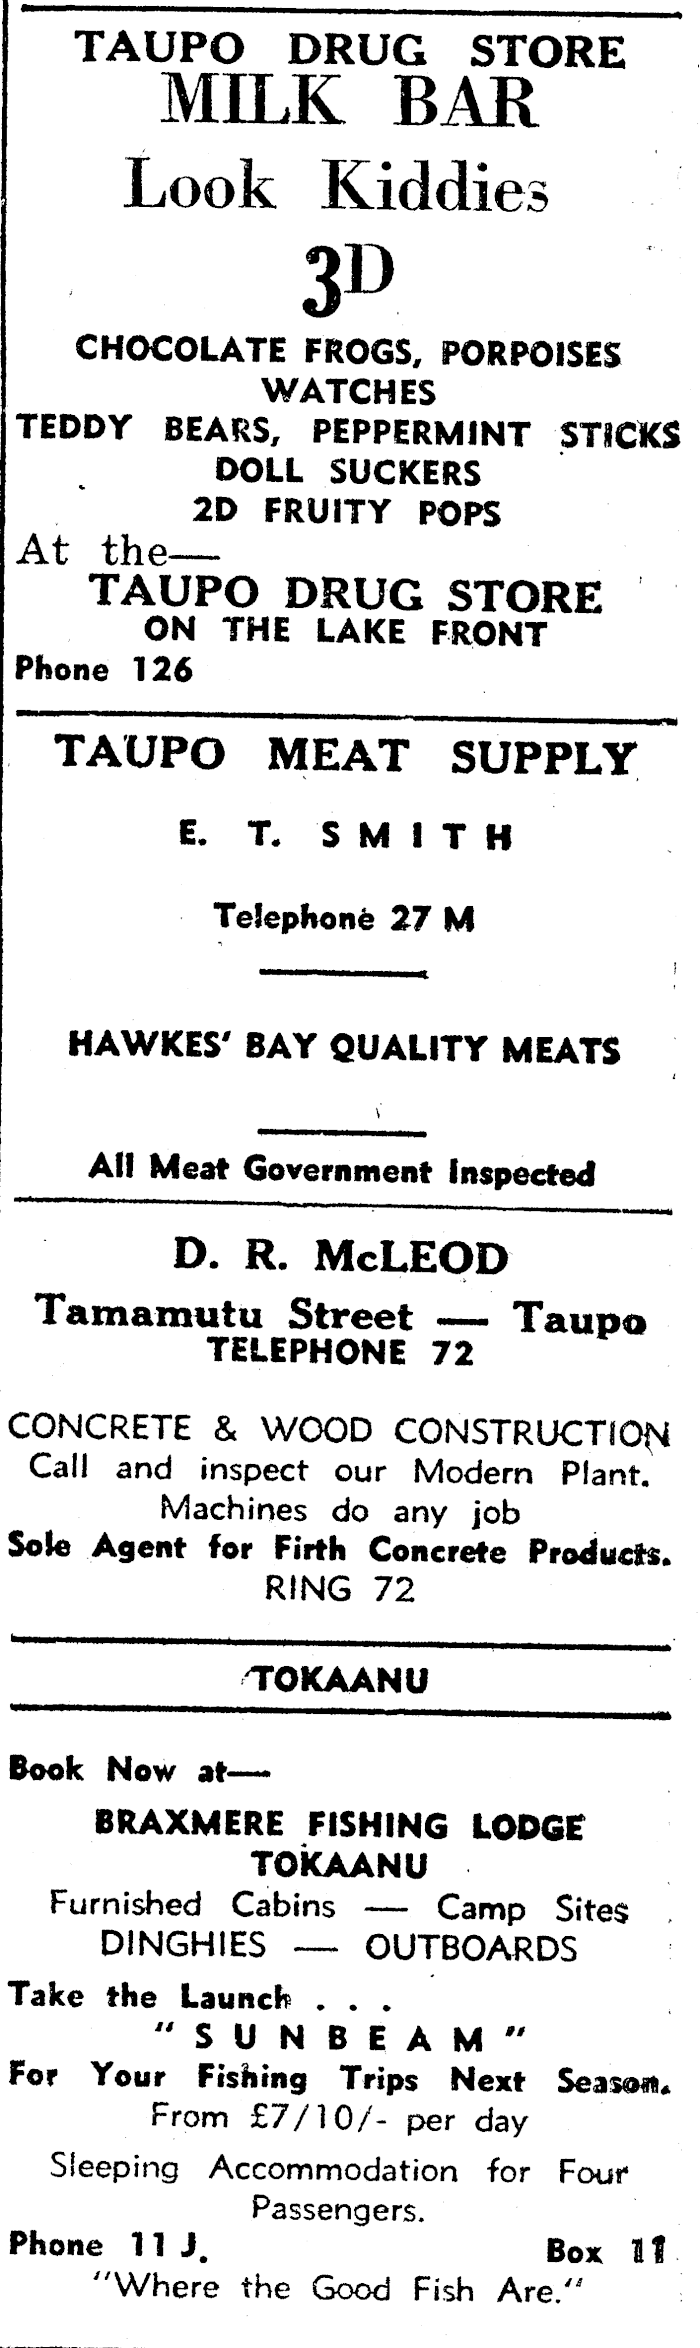 TAUPO DRUG STORE
MILK BAR
Look Kiddies
3D
CHOCOLATE FROGS, PORPOISES
WATCHES
TEDDY BEARS, PEPPERMINT STICKS
DOLL SUCKERS
2D FRUITY POPS
At the—
TAUPO DRUG STORE
ON THE LAKE FRONT
Phone 126
TAUPO MEAT SUPPLY
E. T. SMITH
Telephone 27 M
HAWKES' BAY QUALITY MEATS
All Meat Government Inspected
D. R. McLEOD
Tamamutu Street — Taupo
TELEPHONE 72
CONCRETE & WOOD CONSTRUCTION
Call and inspect our Modern Plant.
Machines do any job
Sole Agent for Firth Concrete Products.
RING 72
TOKAANU
Book Now at—
BRAXMERE FISHING LODGE
TOKAANU
Furnished Cabins — Camp Sites
DINGHIES — OUTBOARDS
Take the Launch . . .
"SUNBEAM"
For Your Fishing Trips Next Season.
From £7/10/- per day
Sleeping Accommodation for Four
Passengers.
Phone 11 J. Box 11
"Where the Good Fish Are."